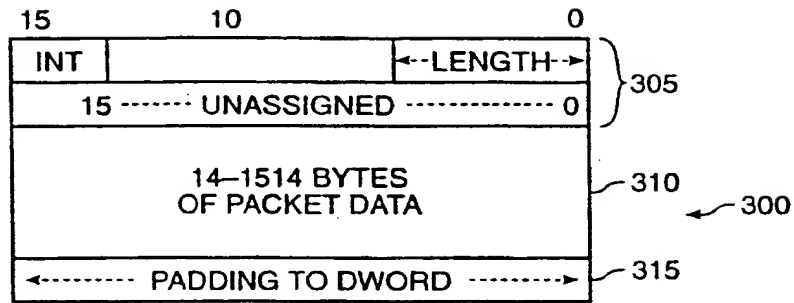 15 10 0
INT LENGTH 305
15 ------ UNASSIGNED ------------ 0
14–1514 BYTES
OF PACKET DATA
310
300
PADDING TO DWORD 315